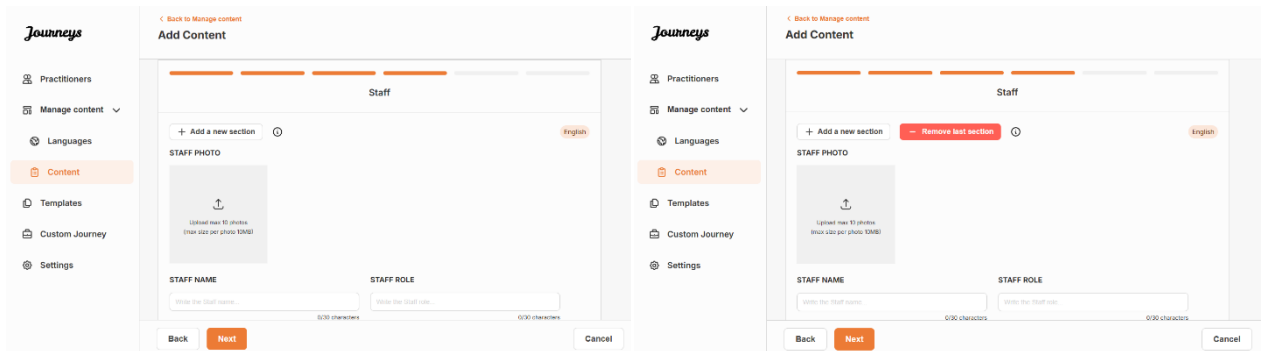 Journeys
Back to Manage content
Add Content
Practitioners
Manage content
Languages
Content
Templates
Custom Journey
Settings
Staff
+ Add a new section
English
STAFF PHOTO
Upload max 10 photos
(max size per photo 10MB)
STAFF NAME
STAFF ROLE
Write the Staff name...
Write the Staff role...
0/30 characters
0/30 characters
Back
Next
Cancel
Journeys
Back to Manage content
Add Content
Practitioners
Manage content
Languages
Content
Templates
Custom Journey
Settings
Staff
+ Add a new section
− Remove last section
English
STAFF PHOTO
Upload max 10 photos
(max size per photo 10MB)
STAFF NAME
STAFF ROLE
Write the Staff name...
Write the Staff role...
0/30 characters
0/30 characters
Back
Next
Cancel